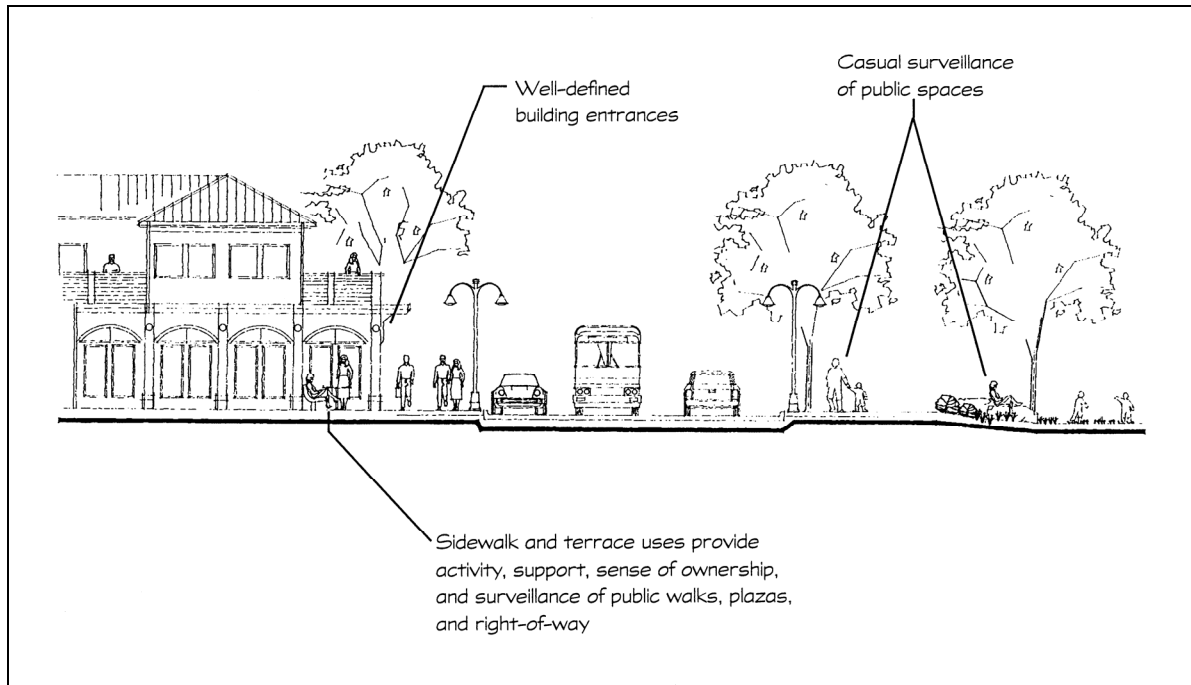 Well-defined
building entrances
Casual surveillance
of public spaces
Sidewalk and terrace uses provide
activity, support, sense of ownership,
and surveillance of public walks, plazas,
and right-of-way